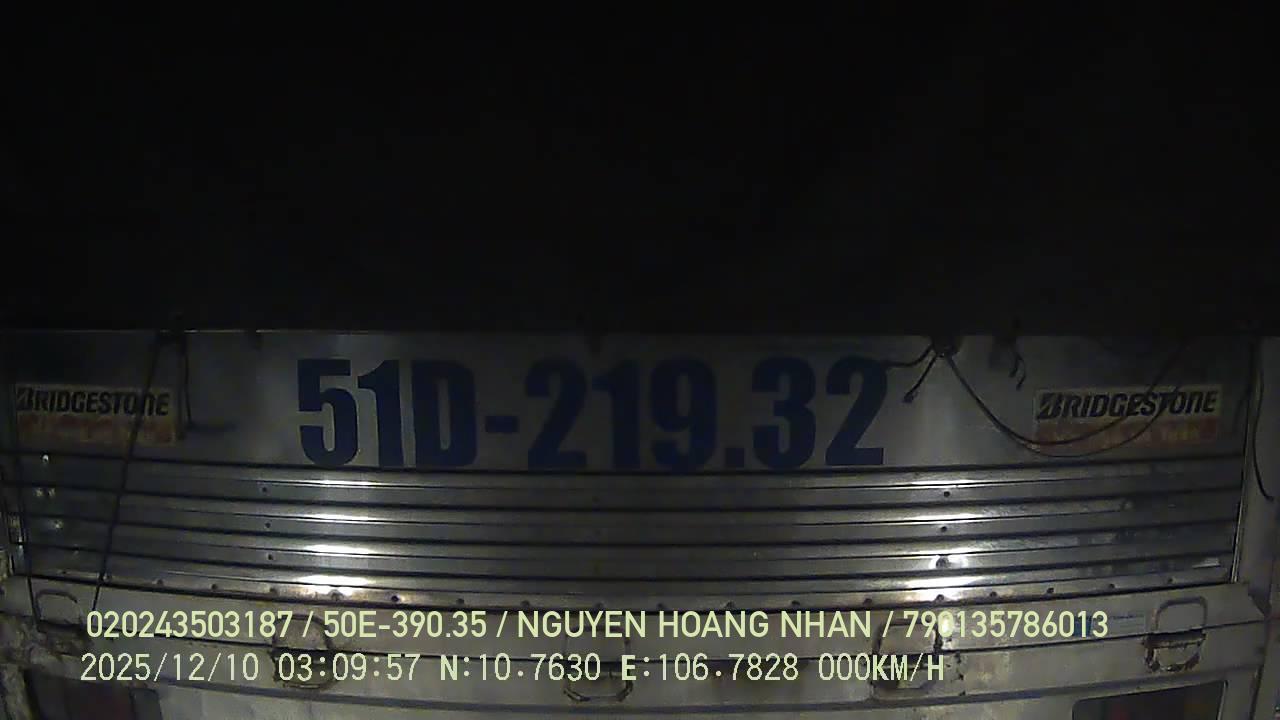 51D-219.32
BRIDGESTONE
BRIDGESTONE
020243503187 / 50E-390.35 / NGUYEN HOANG NHAN / 790135786013
2025/12/10 03:09:57 N:10.7630 E:106.7828 000KM/H